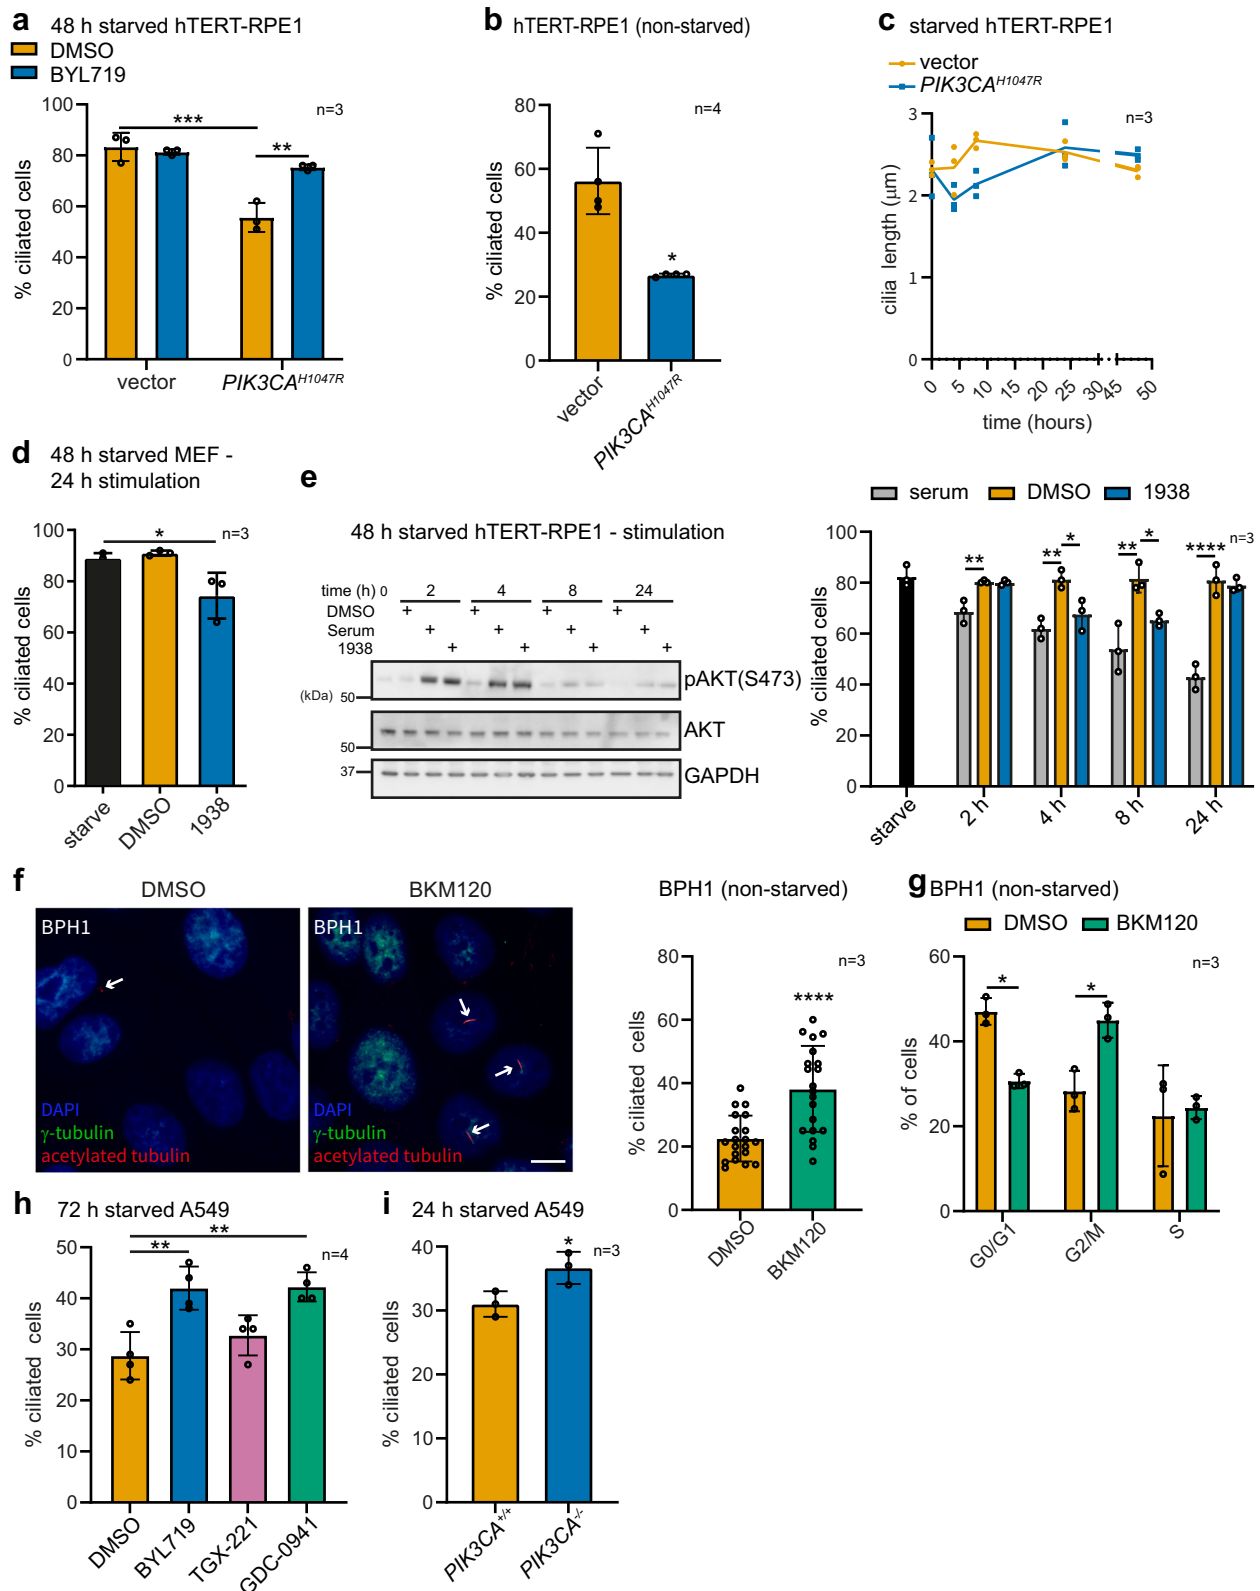 a 48 h starved hTERT-RPE1
DMSO
BYL719
n=3
***
**
% ciliated cells
100
80
60
40
20
0
vector
PIK3CA^H1047R
b hTERT-RPE1 (non-starved)
n=4
*
% ciliated cells
80
60
40
20
0
vector
PIK3CA^H1047R
c starved hTERT-RPE1
vector
PIK3CA^H1047R
n=3
cilia length (μm)
3
2
1
0
0 5 10 15 20 25 30 45 50
time (hours)
d 48 h starved MEF -
24 h stimulation
n=3
*
% ciliated cells
100
80
60
40
20
0
starve
DMSO
1938
e
48 h starved hTERT-RPE1 - stimulation
time (h) 0 2 4 8 24
DMSO + + + +
Serum + + + +
1938 + + + +
(kDa) 50
pAKT(S473)
50
AKT
37
GAPDH
serum DMSO 1938
n=3
** ** * ** * ****
% ciliated cells
100
80
60
40
20
0
starve
2 h
4 h
8 h
24 h
f
DMSO BKM120
BPH1
DAPI
γ-tubulin
acetylated tubulin
BPH1
DAPI
γ-tubulin
acetylated tubulin
BPH1 (non-starved)
n=3
****
% ciliated cells
80
60
40
20
0
DMSO
BKM120
g BPH1 (non-starved)
DMSO BKM120
n=3
* *
% of cells
60
40
20
0
G0/G1
G2/M
S
h 72 h starved A549
**
**
n=4
% ciliated cells
50
40
30
20
10
0
DMSO
BYL719
TGX-221
GDC-0941
i 24 h starved A549
*
n=3
% ciliated cells
40
30
20
10
0
PIK3CA^+/+
PIK3CA^-/-